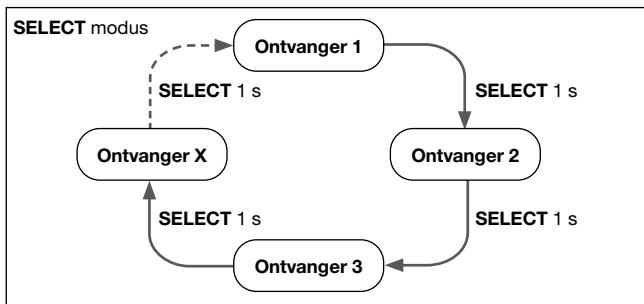 SELECT modus
Ontvanger 1
SELECT 1 s
SELECT 1 s
Ontvanger X
Ontvanger 2
SELECT 1 s
SELECT 1 s
Ontvanger 3